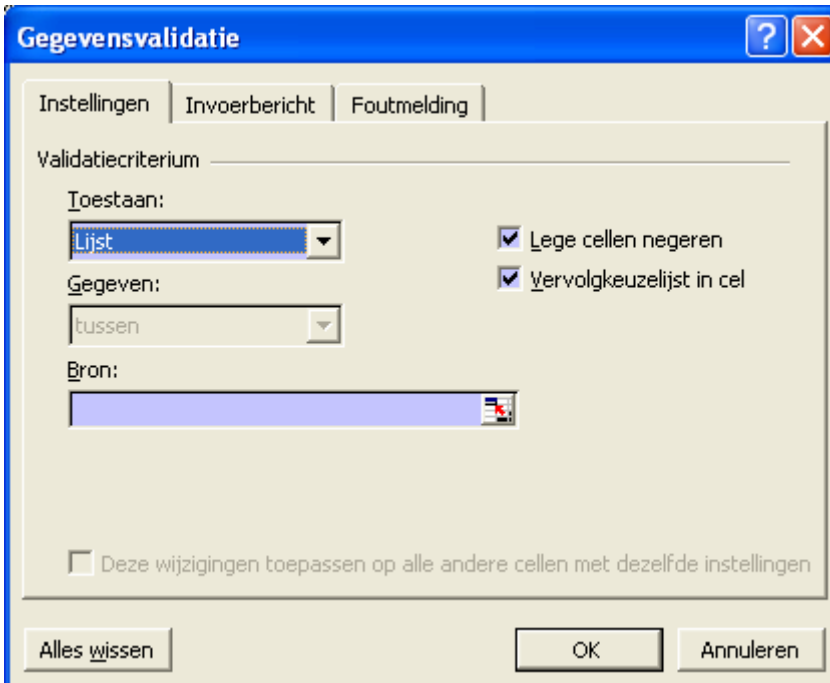 Gegevensvalidatie
Instellingen Invoerbericht Foutmelding
Validatiecriterium
Toestaan:
Lijst
Lege cellen negeren
Gegeven:
Vervolgkeuzelijst in cel
tussen
Bron:
Deze wijzigingen toepassen op alle andere cellen met dezelfde instellingen
Alles wissen OK Annuleren